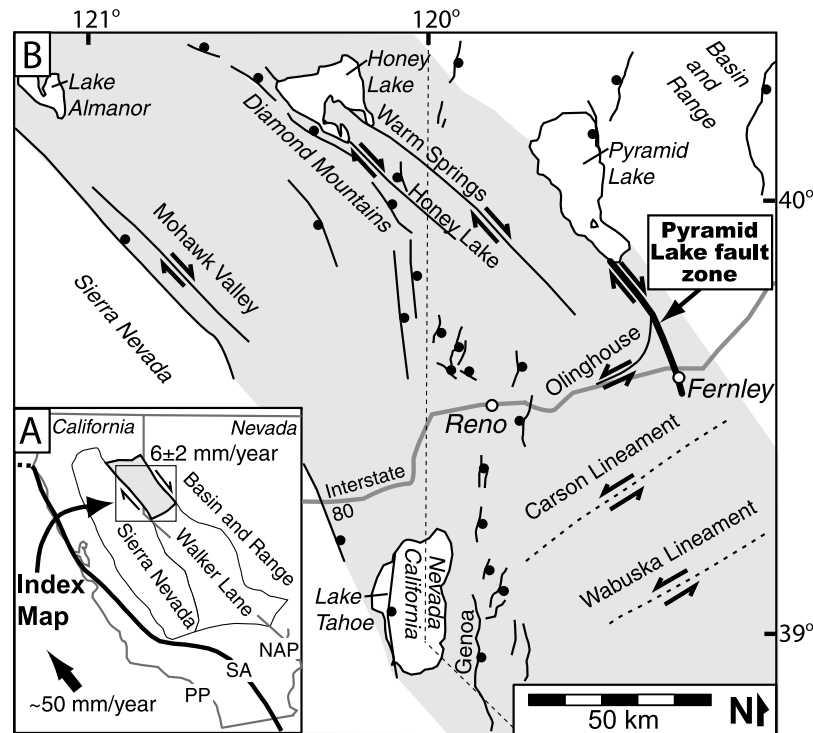 121°
120°
B
Lake
Almanor
Honey
Lake
Basin
and
Range
Diamond Mountains
Warm Springs
Honey Lake
Pyramid
Lake
40°
Pyramid
Lake fault
zone
Mohawk Valley
Sierra Nevada
Olinghouse
Fernley
Reno
A
California
Nevada
6±2 mm/year
Basin and Range
Walker Lane
Sierra Nevada
Index
Map
NAP
SA
PP
~50 mm/year
Interstate
80
Carson Lineament
Wabuska Lineament
Lake
Tahoe
California
Nevada
Genoa
39°
50 km
N